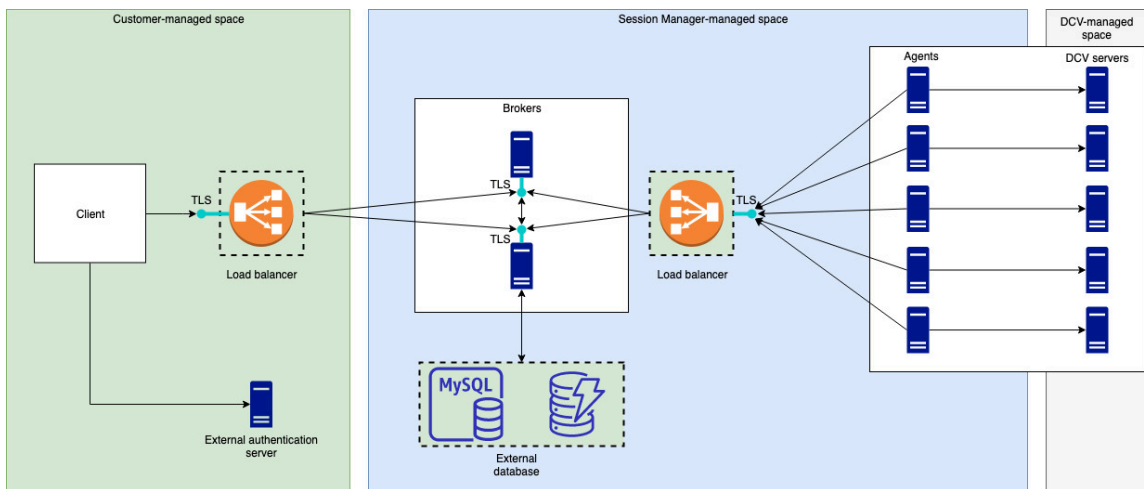 Customer-managed space
Session Manager-managed space
DCV-managed
space
Agents
DCV servers
Brokers
TLS
Client
TLS
TLS
TLS
Load balancer
Load balancer
MySQL
External authentication
server
External
database